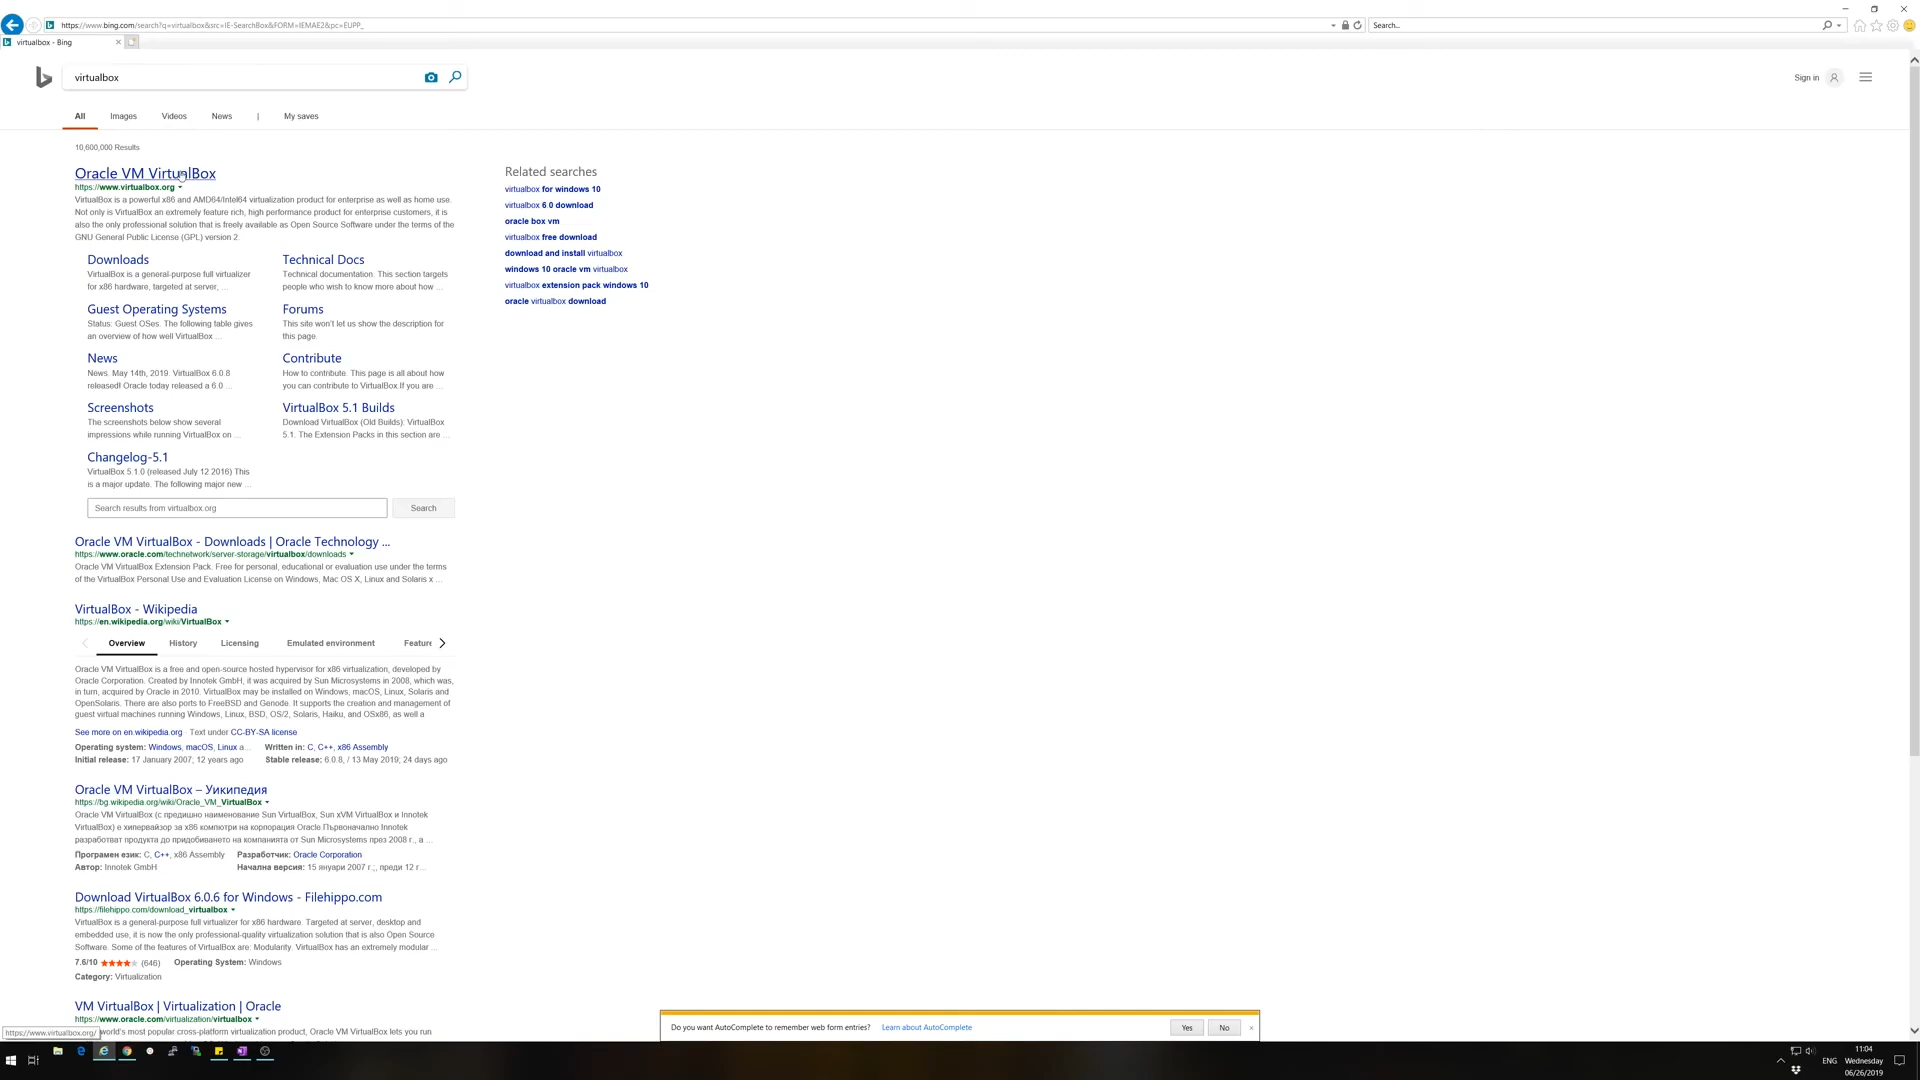 https://www.bing.com/search?q=virtualbox&src=IE-SearchBox&FORM=IEMAE2&pc=EUPP_
Search...
virtualbox - Bing
virtualbox
Sign in
All Images Videos News | My saves
10,600,000 Results
Oracle VM VirtualBox
https://www.virtualbox.org
VirtualBox is a powerful x86 and AMD64/Intel64 virtualization product for enterprise as well as home use.
Not only is VirtualBox an extremely feature rich, high performance product for enterprise customers, it is
also the only professional solution that is freely available as Open Source Software under the terms of the
GNU General Public License (GPL) version 2.
Downloads
VirtualBox is a general-purpose full virtualizer
for x86 hardware, targeted at server, ...
Technical Docs
Technical documentation. This section targets
people who wish to know more about how ...
Guest Operating Systems
Status: Guest OSes. The following table gives
an overview of how well VirtualBox ...
Forums
This site won't let us show the description for
this page.
News
News. May 14th, 2019. VirtualBox 6.0.8
released! Oracle today released a 6.0 ...
Contribute
How to contribute. This page is all about how
you can contribute to VirtualBox.If you are ...
Screenshots
The screenshots below show several
impressions while running VirtualBox on ...
VirtualBox 5.1 Builds
Download VirtualBox (Old Builds): VirtualBox
5.1. The Extension Packs in this section are ...
Changelog-5.1
VirtualBox 5.1.0 (released July 12 2016) This
is a major update. The following major new ...
Search results from virtualbox.org
Search
Oracle VM VirtualBox - Downloads | Oracle Technology ...
https://www.oracle.com/technetwork/server-storage/virtualbox/downloads
Oracle VM VirtualBox Extension Pack. Free for personal, educational or evaluation use under the terms
of the VirtualBox Personal Use and Evaluation License on Windows, Mac OS X, Linux and Solaris x ...
VirtualBox - Wikipedia
https://en.wikipedia.org/wiki/VirtualBox
Overview History Licensing Emulated environment Feature
Oracle VM VirtualBox is a free and open-source hosted hypervisor for x86 virtualization, developed by
Oracle Corporation. Created by Innotek GmbH, it was acquired by Sun Microsystems in 2008, which was,
in turn, acquired by Oracle in 2010. VirtualBox may be installed on Windows, macOS, Linux, Solaris and
OpenSolaris. There are also ports to FreeBSD and Genode. It supports the creation and management of
guest virtual machines running Windows, Linux, BSD, OS/2, Solaris, Haiku, and OSx86, as well a
See more on en.wikipedia.org Text under CC-BY-SA license
Operating system: Windows, macOS, Linux a... Written in: C, C++, x86 Assembly
Initial release: 17 January 2007; 12 years ago Stable release: 6.0.8, / 13 May 2019; 24 days ago
Oracle VM VirtualBox – Уикипедия
https://bg.wikipedia.org/wiki/Oracle_VM_VirtualBox
Oracle VM VirtualBox (с предишно наименование Sun VirtualBox, Sun xVM VirtualBox и Innotek
VirtualBox) е хипервайзор за x86 компютри на корпорация Oracle.Първоначално Innotek
разработват продукта до придобиването на компанията от Sun Microsystems през 2008 г., а ...
Програмен език: C, C++, x86 Assembly Разработчик: Oracle Corporation
Автор: Innotek GmbH Начална версия: 15 януари 2007 г.;, преди 12 г...
Download VirtualBox 6.0.6 for Windows - Filehippo.com
https://filehippo.com/download_virtualbox
VirtualBox is a general-purpose full virtualizer for x86 hardware. Targeted at server, desktop and
embedded use, it is now the only professional-quality virtualization solution that is also Open Source
Software. Some of the features of VirtualBox are: Modularity. VirtualBox has an extremely modular ...
7.6/10 (646) Operating System: Windows
Category: Virtualization
VM VirtualBox | Virtualization | Oracle
https://www.oracle.com/virtualization/virtualbox
world's most popular cross-platform virtualization product, Oracle VM VirtualBox lets you run
https://www.virtualbox.org/
Related searches
virtualbox for windows 10
virtualbox 6.0 download
oracle box vm
virtualbox free download
download and install virtualbox
windows 10 oracle vm virtualbox
virtualbox extension pack windows 10
oracle virtualbox download
Do you want AutoComplete to remember web form entries? Learn about AutoComplete Yes No
ENG
11:04
Wednesday
06/26/2019